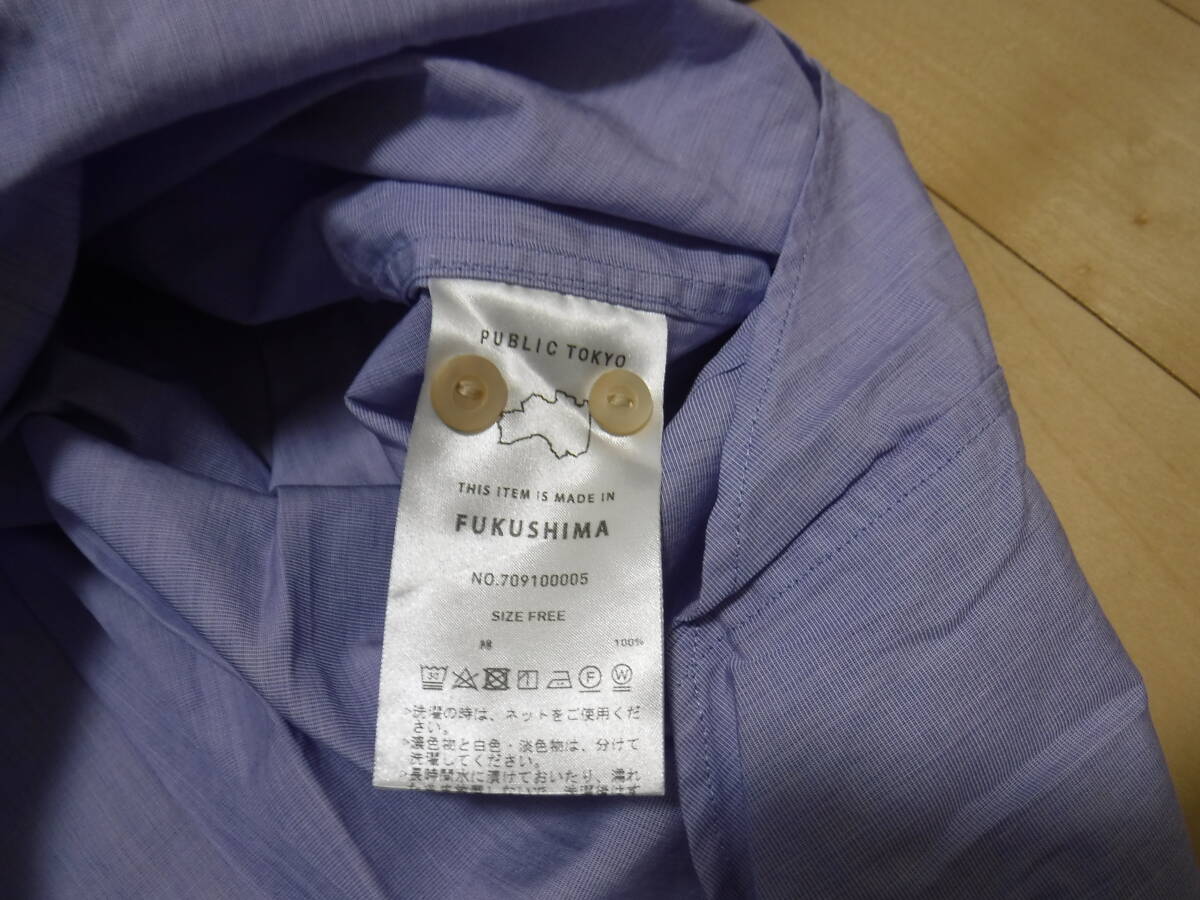 PUBLIC TOKYO
THIS ITEM IS MADE IN
FUKUSHIMA
NO.709100005
SIZE FREE
綿 100%
30
F W
>洗濯の時は、ネットをご使用くだ
さい。
>濃色物と白色・淡色物は、分けて
洗濯してください。
>長時間水に漬けておいたり、濡れ